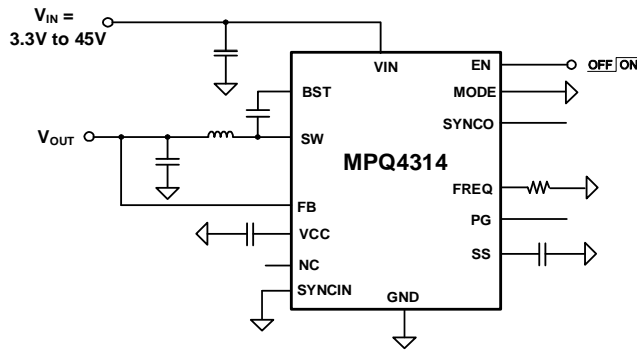 VIN =
3.3V to 45V
VIN
EN
OFF ON
BST
MODE
SYNCO
VOUT
SW
MPQ4314
FREQ
FB
PG
VCC
SS
NC
SYNCIN
GND